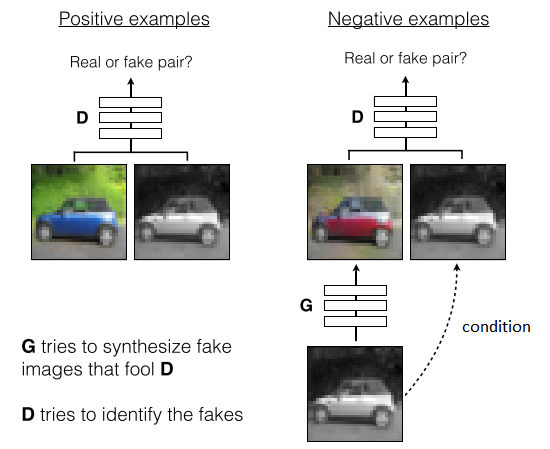 Positive examples
Real or fake pair?
D
Negative examples
Real or fake pair?
D
G
condition
G tries to synthesize fake
images that fool D
D tries to identify the fakes